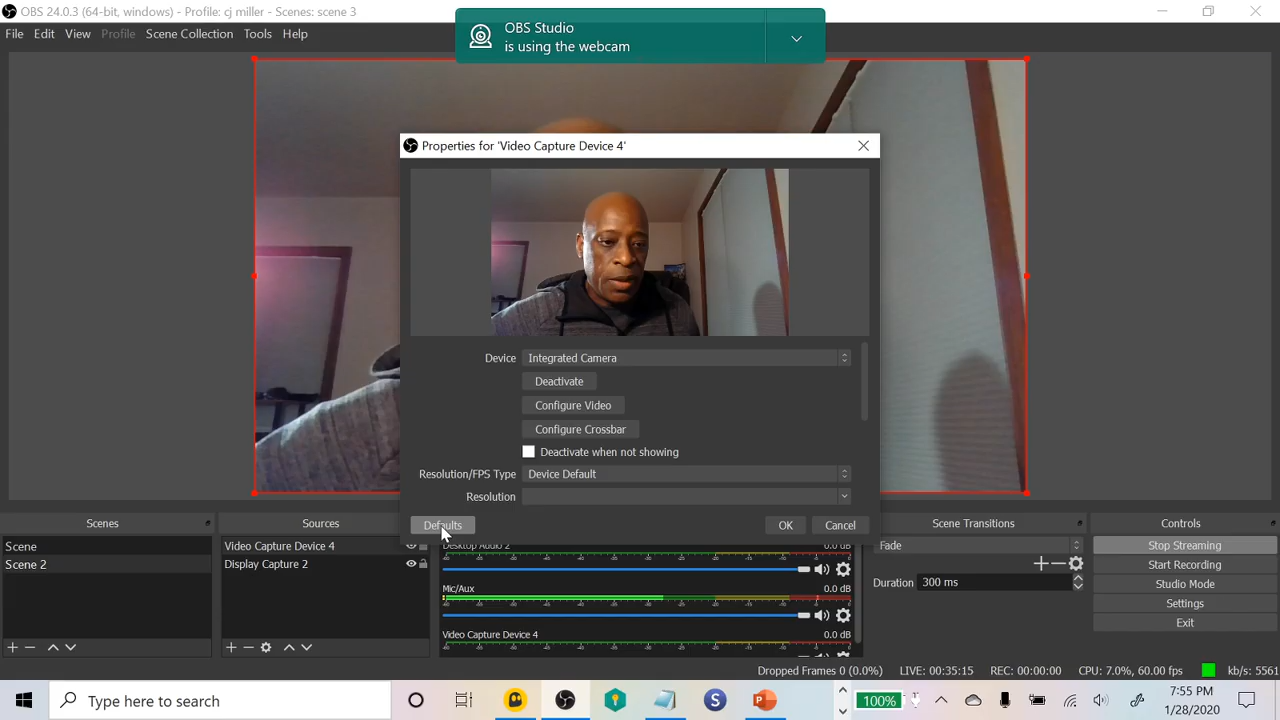 OBS 24.0.3 (64-bit, windows) - Profile: cj miller - Scenes: scene 3
File Edit View Profile Scene Collection Tools Help
OBS Studio
is using the webcam
Properties for 'Video Capture Device 4'
Device Integrated Camera
Deactivate
Configure Video
Configure Crossbar
Deactivate when not showing
Resolution/FPS Type Device Default
Resolution
Defaults OK Cancel
Scenes
Scene
Scene 2
Sources
Video Capture Device 4
Display Capture 2
Desktop Audio 2 0.0 dB
Mic/Aux 0.0 dB
Video Capture Device 4 0.0 dB
Scene Transitions
Fade
Duration 300 ms
Controls
Stop Streaming
Start Recording
Studio Mode
Settings
Exit
Dropped Frames 0 (0.0%) LIVE: 00:35:15 REC: 00:00:00 CPU: 7.0%, 60.00 fps kb/s: 5561
Type here to search
S
100%
7:55 PM
1/28/2020